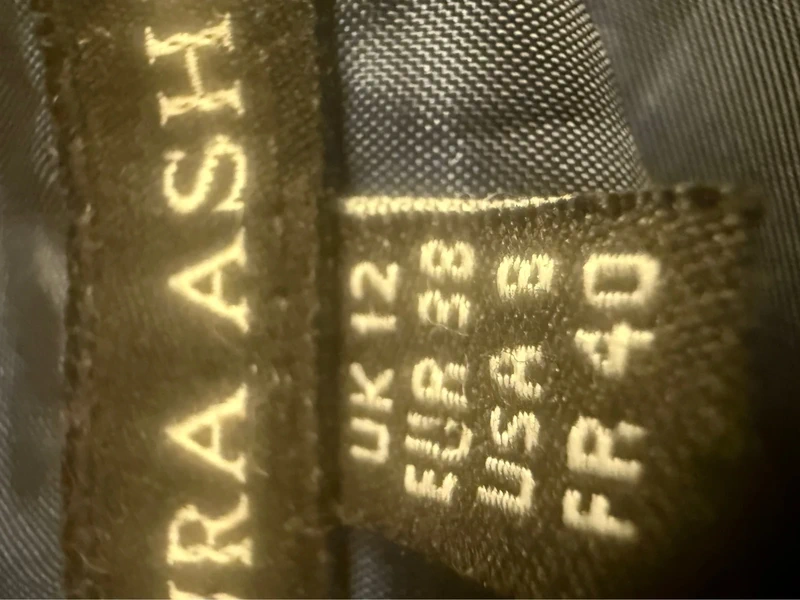 RA ASH
UK 12
EUR 38
USA 8
FR 40